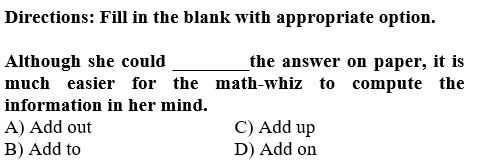 Directions: Fill in the blank with appropriate option.
Although she could _________the answer on paper, it is
much easier for the math-whiz to compute the
information in her mind.
A) Add out C) Add up
B) Add to D) Add on